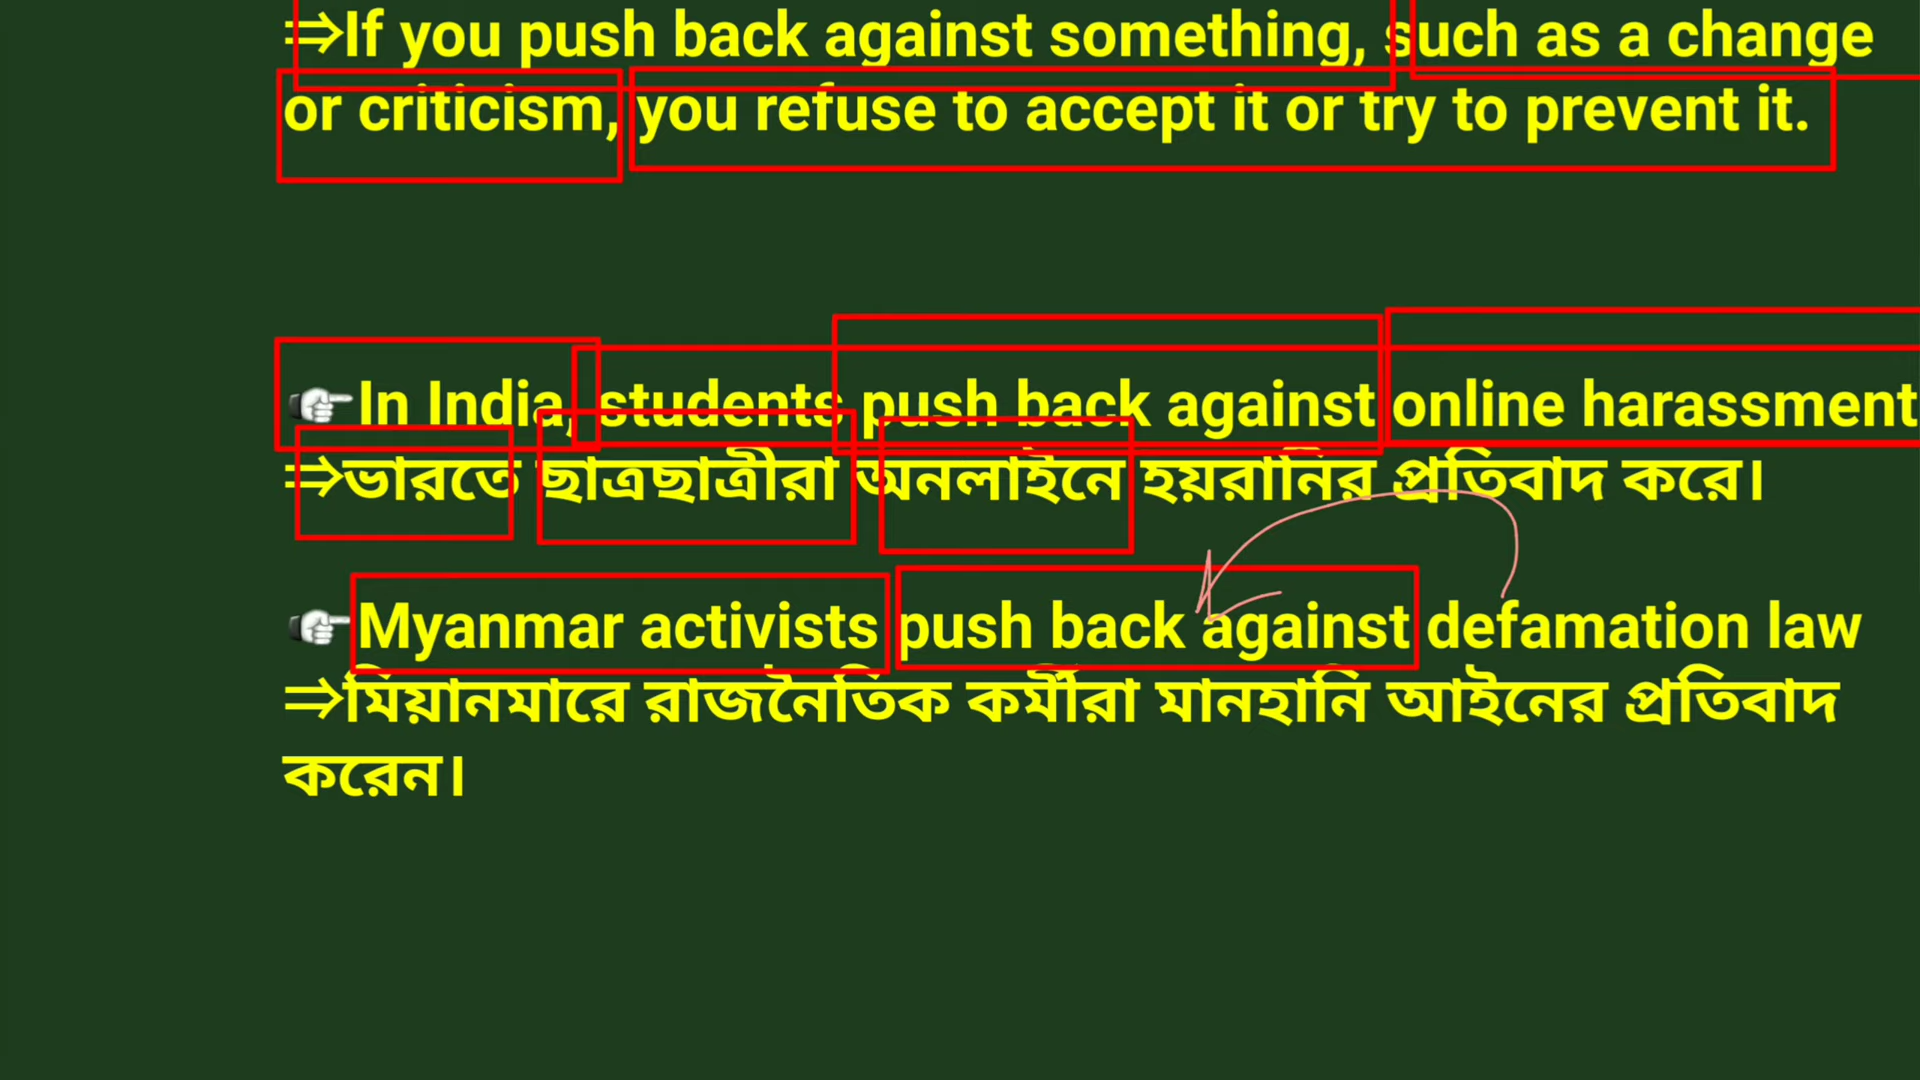 ⇒If you push back against something, such as a change
or criticism, you refuse to accept it or try to prevent it.
☞In India, students push back against online harassment
⇒ভারতে ছাত্রছাত্রীরা অনলাইনে হয়রানির প্রতিবাদ করে।
☞Myanmar activists push back against defamation law
⇒মিয়ানমারে রাজনৈতিক কর্মীরা মানহানি আইনের প্রতিবাদ
করেন।